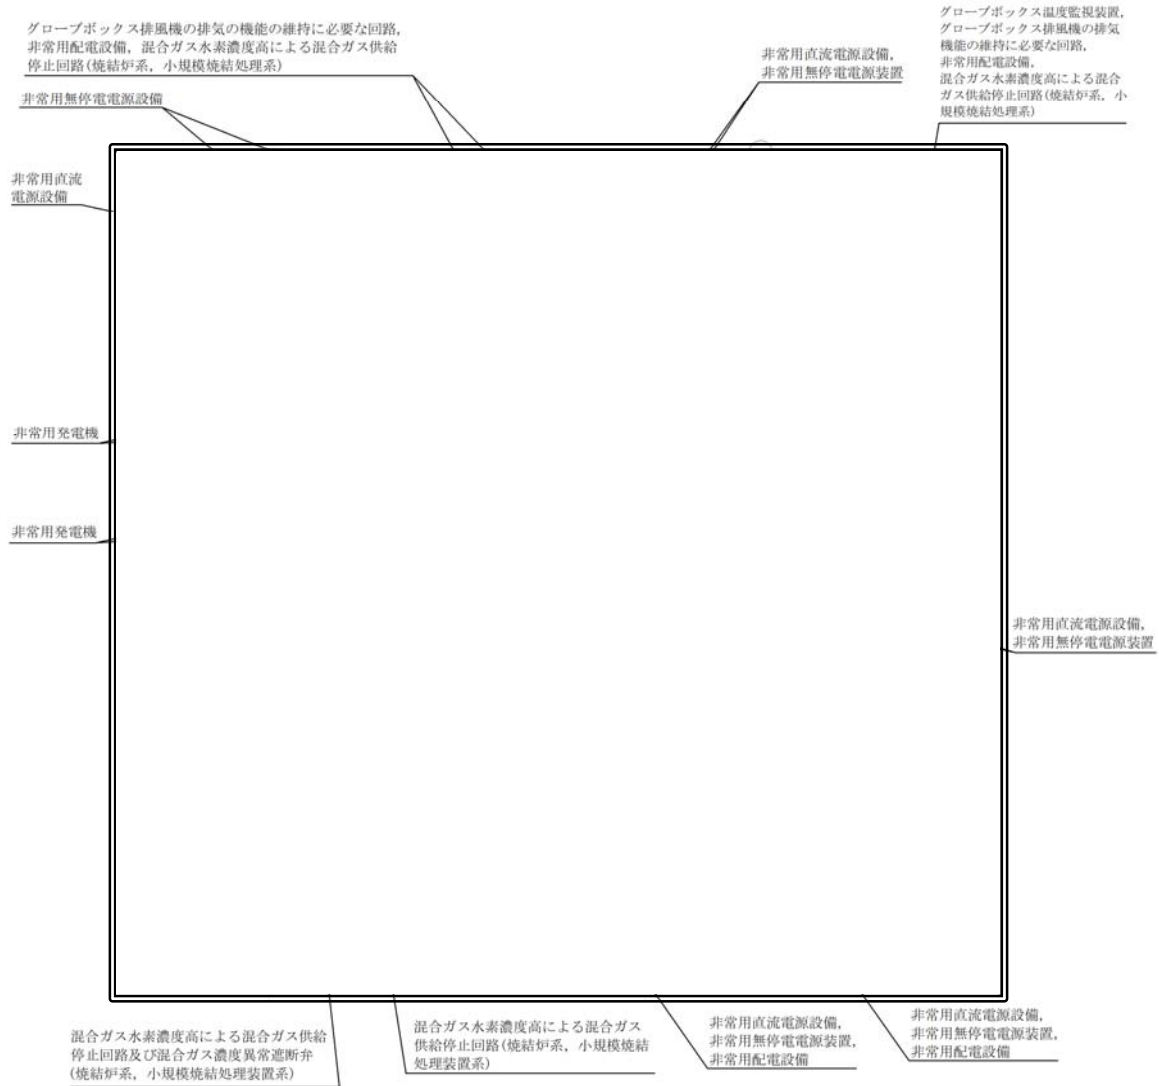 グローブボックス排風機の排気の機能の維持に必要な回路,
非常用配電設備, 混合ガス水素濃度高による混合ガス供給
停止回路(焼結炉系, 小規模焼結処理系)
非常用無停電電源設備
非常用直流電源設備,
非常用無停電電源装置
グローブボックス温度監視装置,
グローブボックス排風機の排気
機能の維持に必要な回路,
非常用配電設備,
混合ガス水素濃度高による混合
ガス供給停止回路(焼結炉系, 小
規模焼結処理系)
非常用直流
電源設備
非常用発電機
非常用発電機
非常用直流電源設備,
非常用無停電電源装置
混合ガス水素濃度高による混合ガス供給
停止回路及び混合ガス濃度異常遮断弁
(焼結炉系, 小規模焼結処理装置系)
混合ガス水素濃度高による混合ガス
供給停止回路(焼結炉系, 小規模焼結
処理装置系)
非常用直流電源設備,
非常用無停電電源装置,
非常用配電設備
非常用直流電源設備,
非常用無停電電源装置,
非常用配電設備